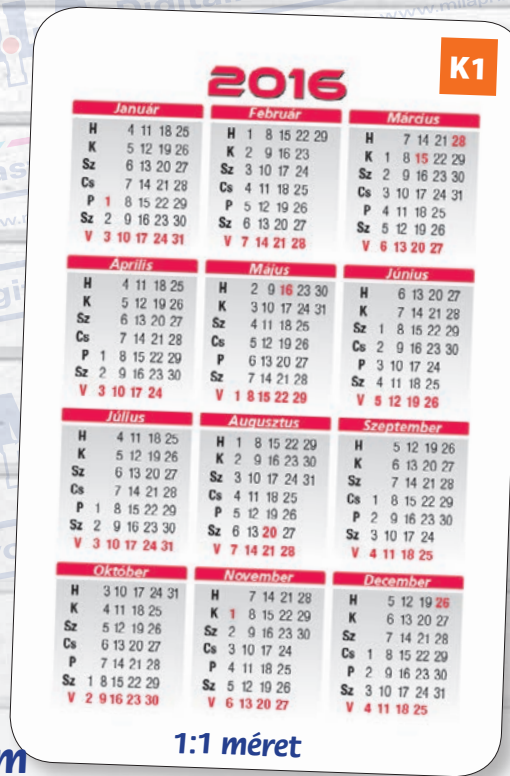 K1
2016
Január
H 4 11 18 25
K 5 12 19 26
Sz 6 13 20 27
Cs 7 14 21 28
P 1 8 15 22 29
Sz 2 9 16 23 30
V 3 10 17 24 31
Február
H 1 8 15 22 29
K 2 9 16 23
Sz 3 10 17 24
Cs 4 11 18 25
P 5 12 19 26
Sz 6 13 20 27
V 7 14 21 28
Március
H 7 14 21 28
K 1 8 15 22 29
Sz 2 9 16 23 30
Cs 3 10 17 24 31
P 4 11 18 25
Sz 5 12 19 26
V 6 13 20 27
Április
H 4 11 18 25
K 5 12 19 26
Sz 6 13 20 27
Cs 7 14 21 28
P 1 8 15 22 29
Sz 2 9 16 23 30
V 3 10 17 24
Május
H 2 9 16 23 30
K 3 10 17 24 31
Sz 4 11 18 25
Cs 5 12 19 26
P 6 13 20 27
Sz 7 14 21 28
V 1 8 15 22 29
Június
H 6 13 20 27
K 7 14 21 28
Sz 1 8 15 22 29
Cs 2 9 16 23 30
P 3 10 17 24
Sz 4 11 18 25
V 5 12 19 26
Július
H 4 11 18 25
K 5 12 19 26
Sz 6 13 20 27
Cs 7 14 21 28
P 1 8 15 22 29
Sz 2 9 16 23 30
V 3 10 17 24 31
Augusztus
H 1 8 15 22 29
K 2 9 16 23 30
Sz 3 10 17 24 31
Cs 4 11 18 25
P 5 12 19 26
Sz 6 13 20 27
V 7 14 21 28
Szeptember
H 5 12 19 26
K 6 13 20 27
Sz 7 14 21 28
Cs 1 8 15 22 29
P 2 9 16 23 30
Sz 3 10 17 24
V 4 11 18 25
Október
H 3 10 17 24 31
K 4 11 18 25
Sz 5 12 19 26
Cs 6 13 20 27
P 7 14 21 28
Sz 1 8 15 22 29
V 2 9 16 23 30
November
H 7 14 21 28
K 1 8 15 22 29
Sz 2 9 16 23 30
Cs 3 10 17 24
P 4 11 18 25
Sz 5 12 19 26
V 6 13 20 27
December
H 5 12 19 26
K 6 13 20 27
Sz 7 14 21 28
Cs 1 8 15 22 29
P 2 9 16 23 30
Sz 3 10 17 24 31
V 4 11 18 25
1:1 méret